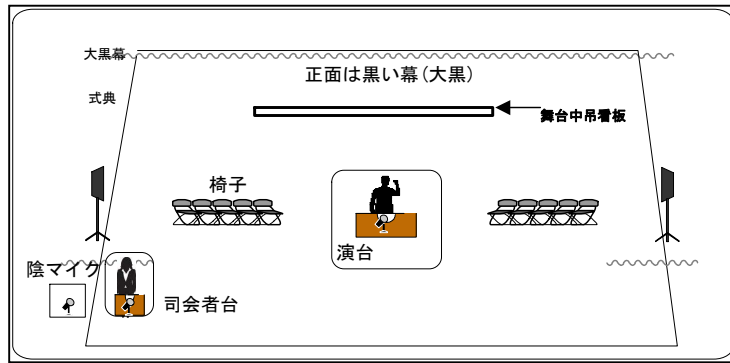 大黒幕
正面は黒い幕(大黒)
式典
舞台中吊看板
椅子
演台
陰マイク
司会者台